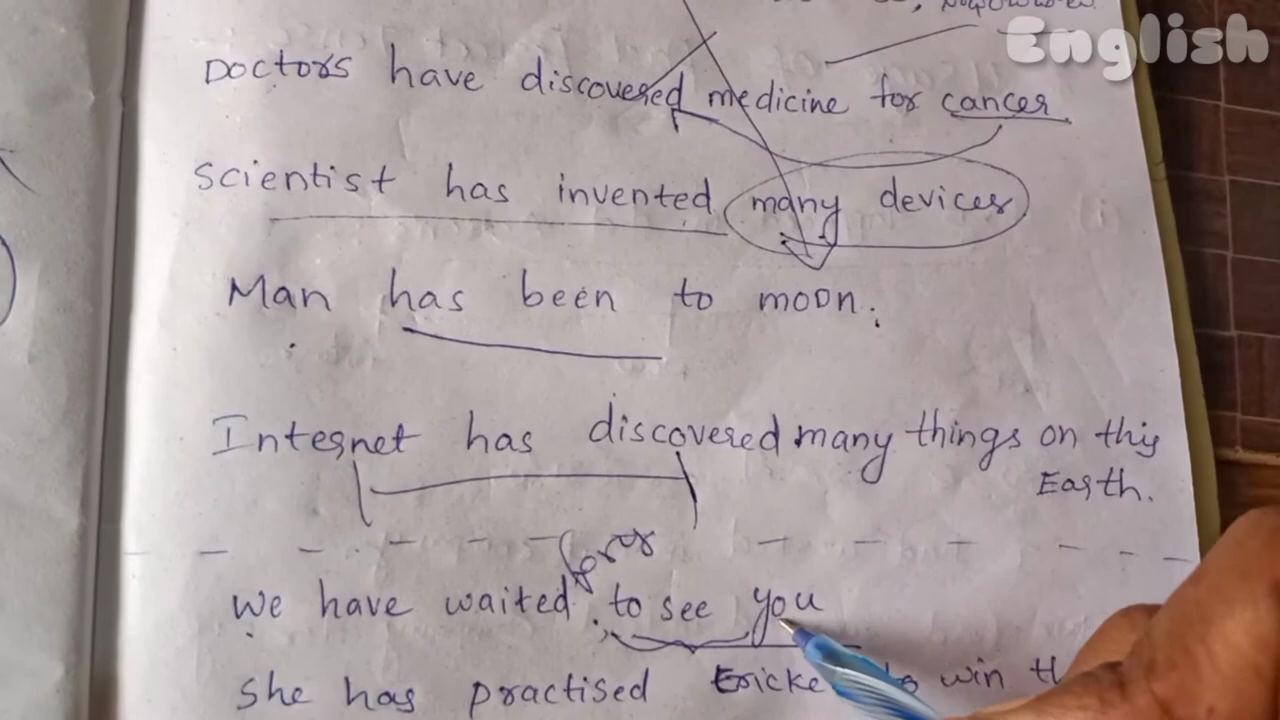 English
Doctors have discovered medicine for cancer
Scientist has invented many devices
Man has been to moon.
Internet has discovered many things on this
Earth.
We have waited to see you
She has practised win